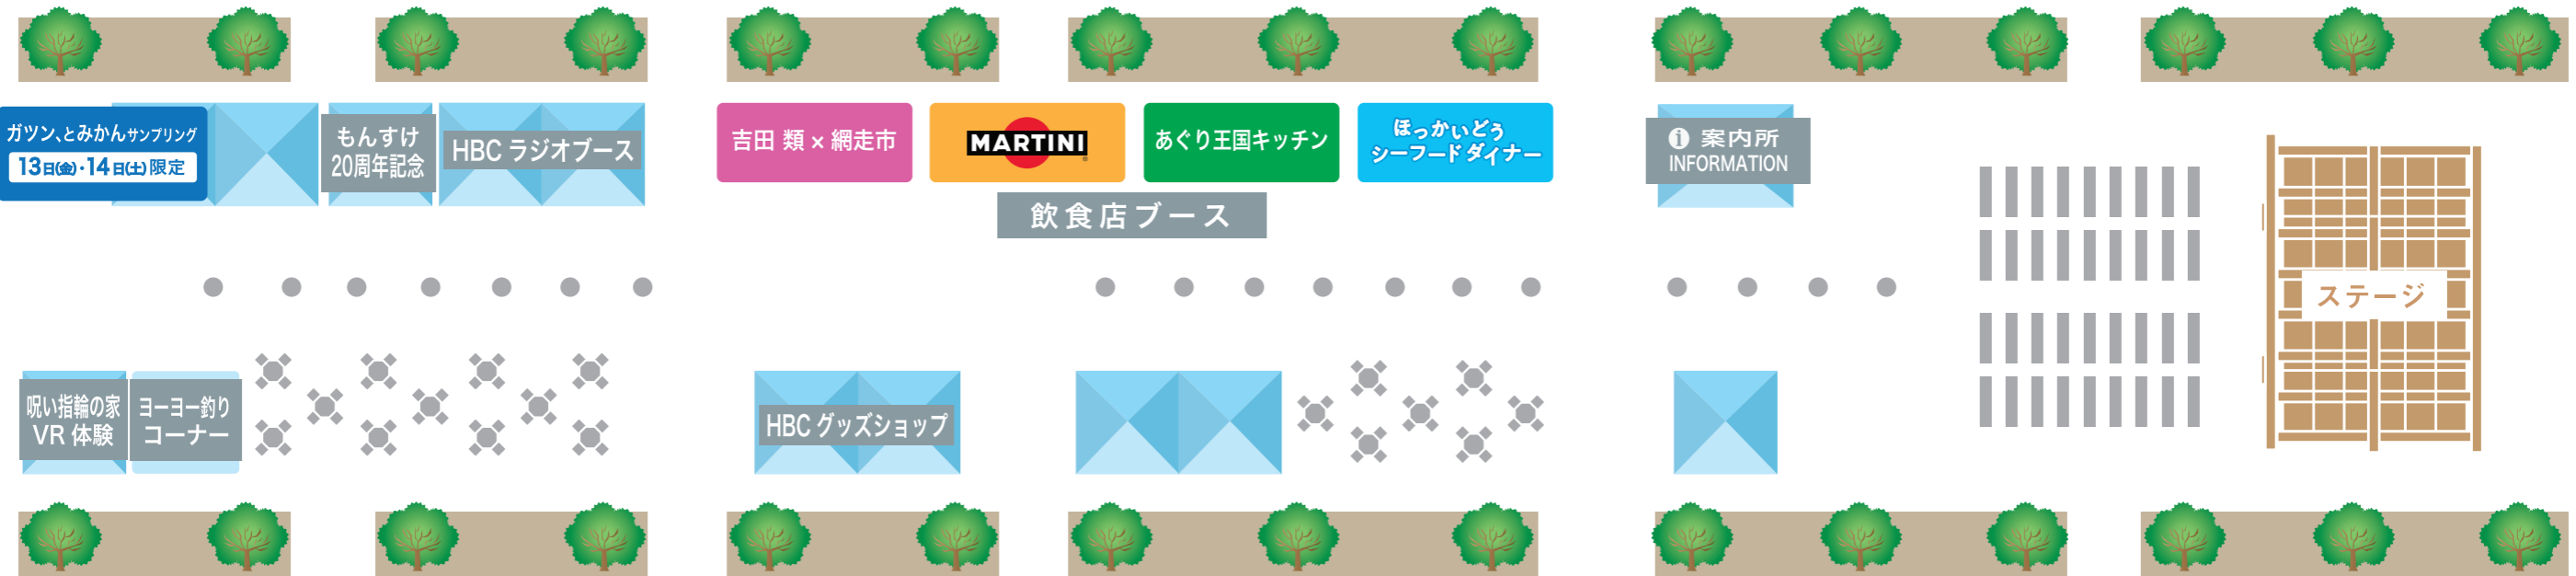 ガツン、とみかんサンプリング
13日(金)・14日(土)限定
もんすけ
20周年記念
HBC ラジオブース
吉田 類 × 網走市
MARTINI
®
あぐり王国キッチン
ほっかいどう
シーフードダイナー
飲食店ブース
i 案内所
INFORMATION
ステージ
呪い指輪の家
VR 体験
ヨーヨー釣り
コーナー
HBC グッズショップ